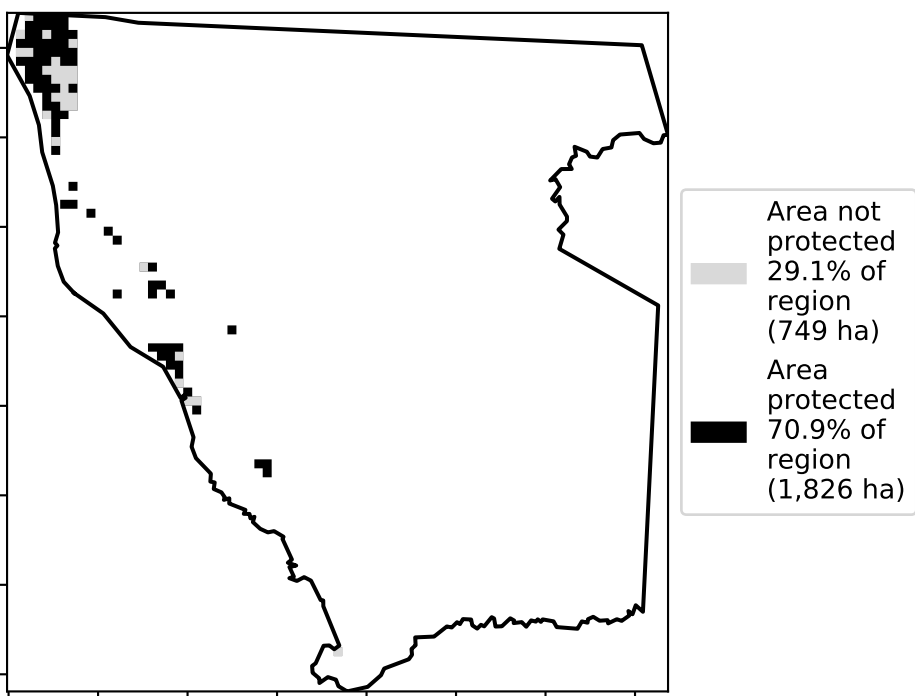 Area not
protected
29.1% of
region
(749 ha)
Area
protected
70.9% of
region
(1,826 ha)